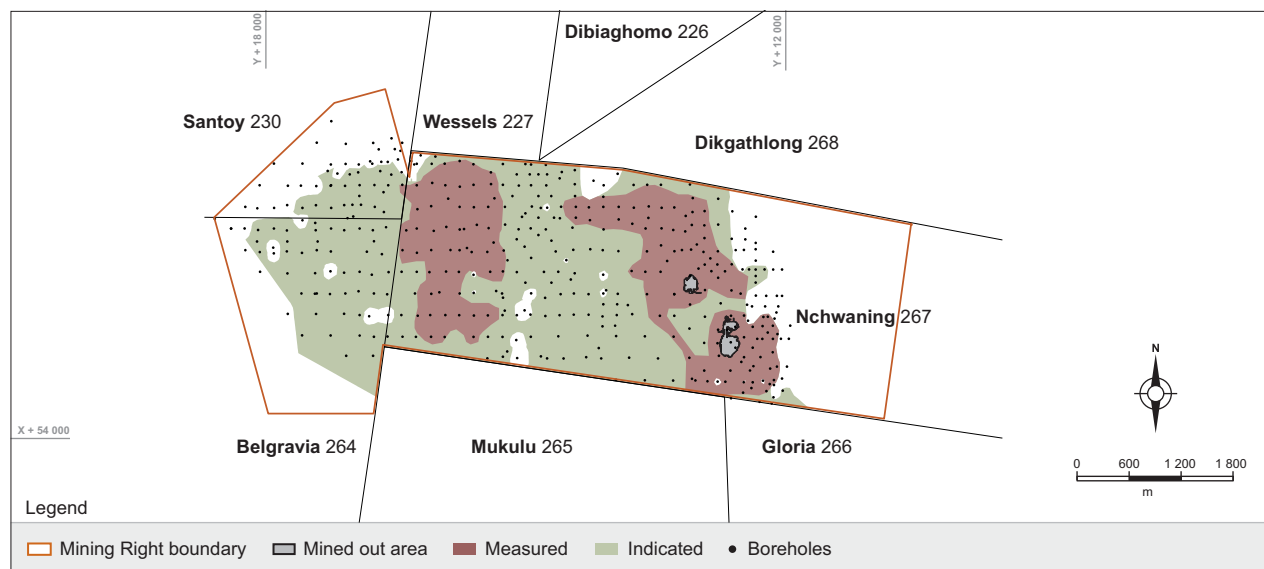 Y + 18 000
Dibiaghomo 226
Y + 12 000
Santoy 230
Wessels 227
Dikgathlong 268
Nchwaning 267
N
X + 54 000
Belgravia 264
Mukulu 265
Gloria 266
0 600 1 200 1 800
m
Legend
Mining Right boundary Mined out area Measured Indicated Boreholes